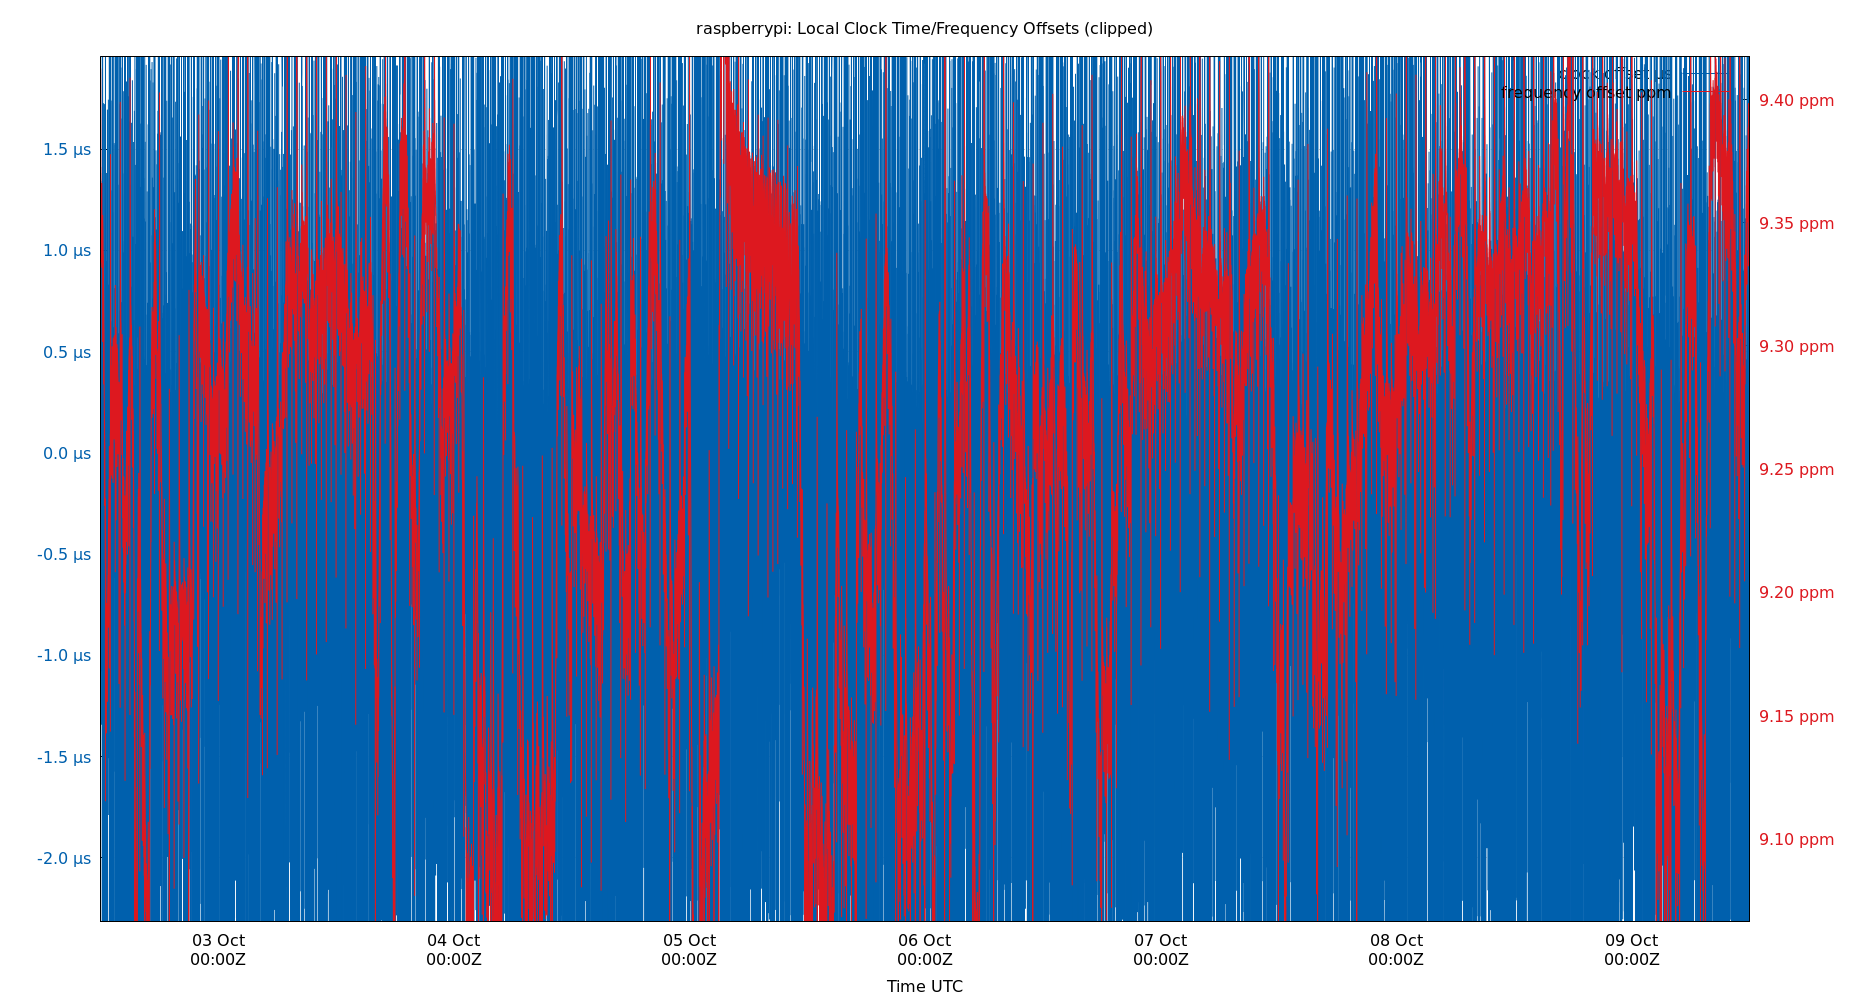 raspberrypi: Local Clock Time/Frequency Offsets (clipped)
clock offset µs
frequency offset ppm
1.5 µs
1.0 µs
0.5 µs
0.0 µs
-0.5 µs
-1.0 µs
-1.5 µs
-2.0 µs
9.40 ppm
9.35 ppm
9.30 ppm
9.25 ppm
9.20 ppm
9.15 ppm
9.10 ppm
03 Oct
00:00Z
04 Oct
00:00Z
05 Oct
00:00Z
06 Oct
00:00Z
07 Oct
00:00Z
08 Oct
00:00Z
09 Oct
00:00Z
Time UTC